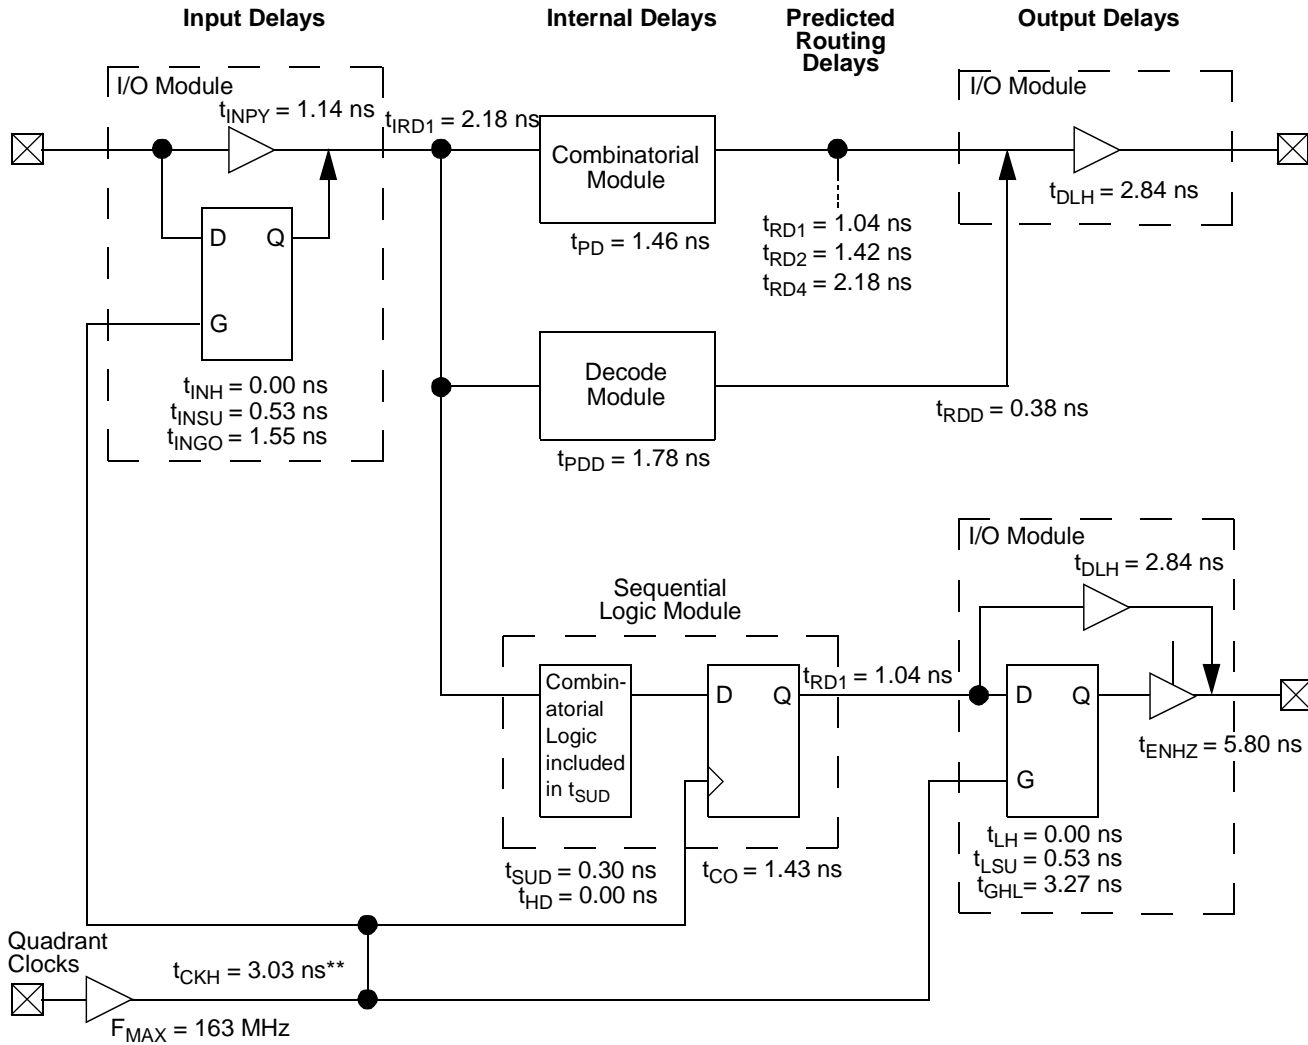 Input Delays
Internal Delays
Predicted
Routing
Delays
Output Delays
I/O Module
tINPY = 1.14 ns
tIRD1 = 2.18 ns
Combinatorial
Module
tPD = 1.46 ns
tRD1 = 1.04 ns
tRD2 = 1.42 ns
tRD4 = 2.18 ns
I/O Module
tDLH = 2.84 ns
D Q
G
tINH = 0.00 ns
tINSU = 0.53 ns
tINGO = 1.55 ns
Decode
Module
tPDD = 1.78 ns
tRDD = 0.38 ns
Sequential
Logic Module
Combin-
atorial
Logic
included
in tSUD
D Q
tSUD = 0.30 ns
tHD = 0.00 ns
tCO = 1.43 ns
tRD1 = 1.04 ns
I/O Module
tDLH = 2.84 ns
D Q
G
tENHZ = 5.80 ns
tLH = 0.00 ns
tLSU = 0.53 ns
tGHL = 3.27 ns
Quadrant
Clocks
tCKH = 3.03 ns**
FMAX = 163 MHz